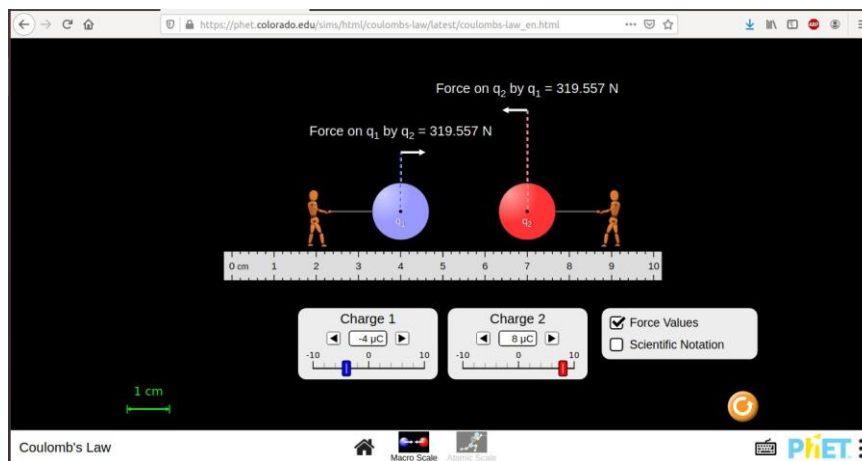 https://phet.colorado.edu/sims/html/coulombs-law/latest/coulombs-law_en.html
Force on q₂ by q₁ = 319.557 N
Force on q₁ by q₂ = 319.557 N
q₁ q₂
0 cm 1 2 3 4 5 6 7 8 9 10
Charge 1
-4 μC
-10 0 10
Charge 2
8 μC
-10 0 10
Force Values
Scientific Notation
1 cm
Coulomb's Law
Macro Scale
Atomic Scale
PhET